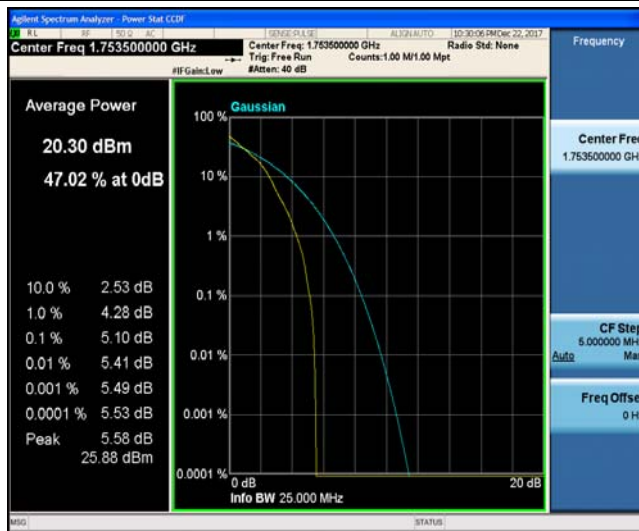 Agilent Spectrum Analyzer - Power Stat CCDF
RL RF 50 Ω AC SENSE:PULSE ALIGN AUTO 10:30:06 PM Dec 22, 2017
Center Freq 1.753500000 GHz
Center Freq: 1.753500000 GHz Radio Std: None
Trig: Free Run Counts:1.00 M/1.00 Mpt
#IFGain:Low #Atten: 40 dB
Frequency
Average Power
20.30 dBm
47.02 % at 0dB
10.0 % 2.53 dB
1.0 % 4.28 dB
0.1 % 5.10 dB
0.01 % 5.41 dB
0.001 % 5.49 dB
0.0001 % 5.53 dB
Peak 5.58 dB
25.88 dBm
Gaussian
100 %
10 %
1 %
0.1 %
0.01 %
0.001 %
0.0001 %
0 dB 20 dB
Info BW 25.000 MHz
Center Fre
1.753500000 GH
CF Ste
5.000000 MH
Auto Ma
Freq Offse
0 H
MSG STATUS